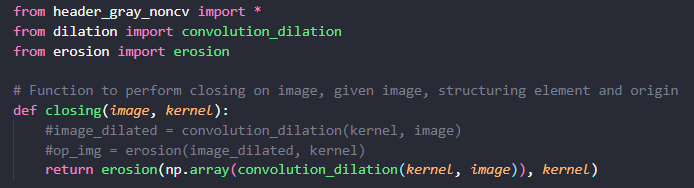 from header_gray_noncv import *
from dilation import convolution_dilation
from erosion import erosion

# Function to perform closing on image, given image, structuring element and origin
def closing(image, kernel):
    #image_dilated = convolution_dilation(kernel, image)
    #op_img = erosion(image_dilated, kernel)
    return erosion(np.array(convolution_dilation(kernel, image)), kernel)